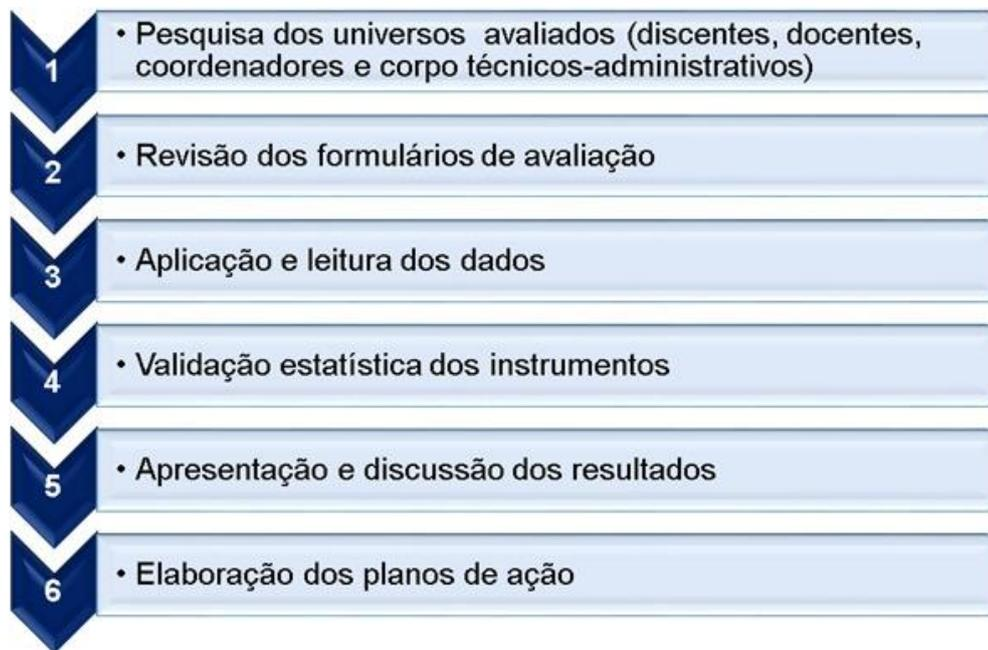 1
• Pesquisa dos universos avaliados (discentes, docentes,
coordenadores e corpo técnicos-administrativos)
2
• Revisão dos formulários de avaliação
3
• Aplicação e leitura dos dados
4
• Validação estatística dos instrumentos
5
• Apresentação e discussão dos resultados
6
• Elaboração dos planos de ação